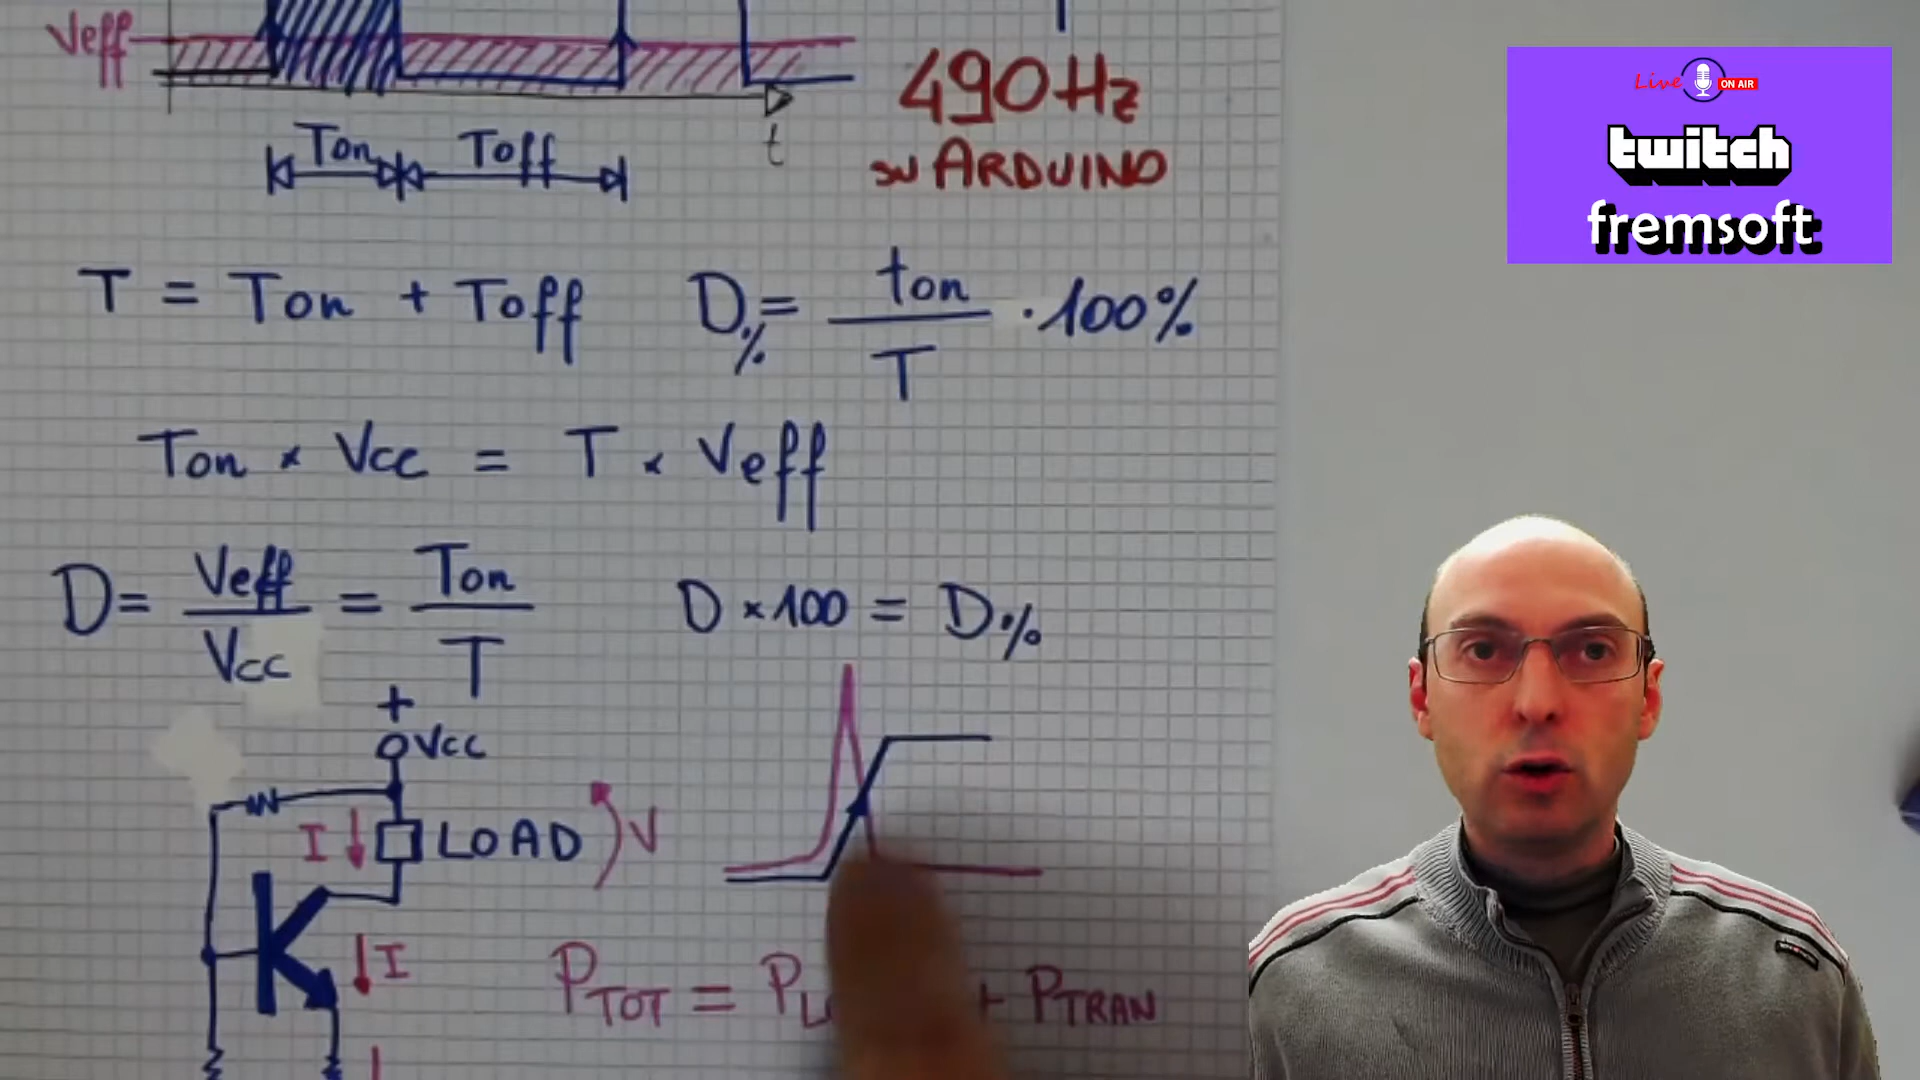 Veff
490Hz
su ARDUINO
Ton Toff t
T = Ton + Toff D% = ton / T · 100%
Ton × Vcc = T × Veff
D = Veff / Vcc = Ton / T D × 100 = D%
+
Vcc
I LOAD V
I
PTOT = + PTRAN
Live ON AIR
twitch
fremsoft